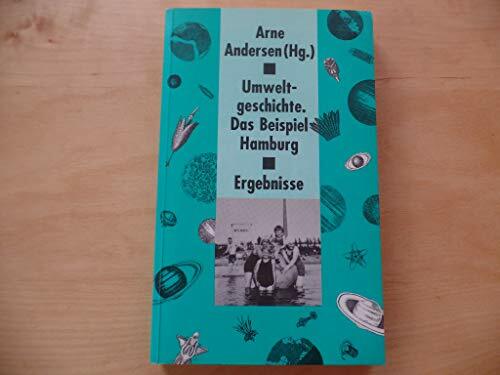 Arne
Andersen (Hg.)
Umwelt-
geschichte.
Das Beispiel
Hamburg
Ergebnisse